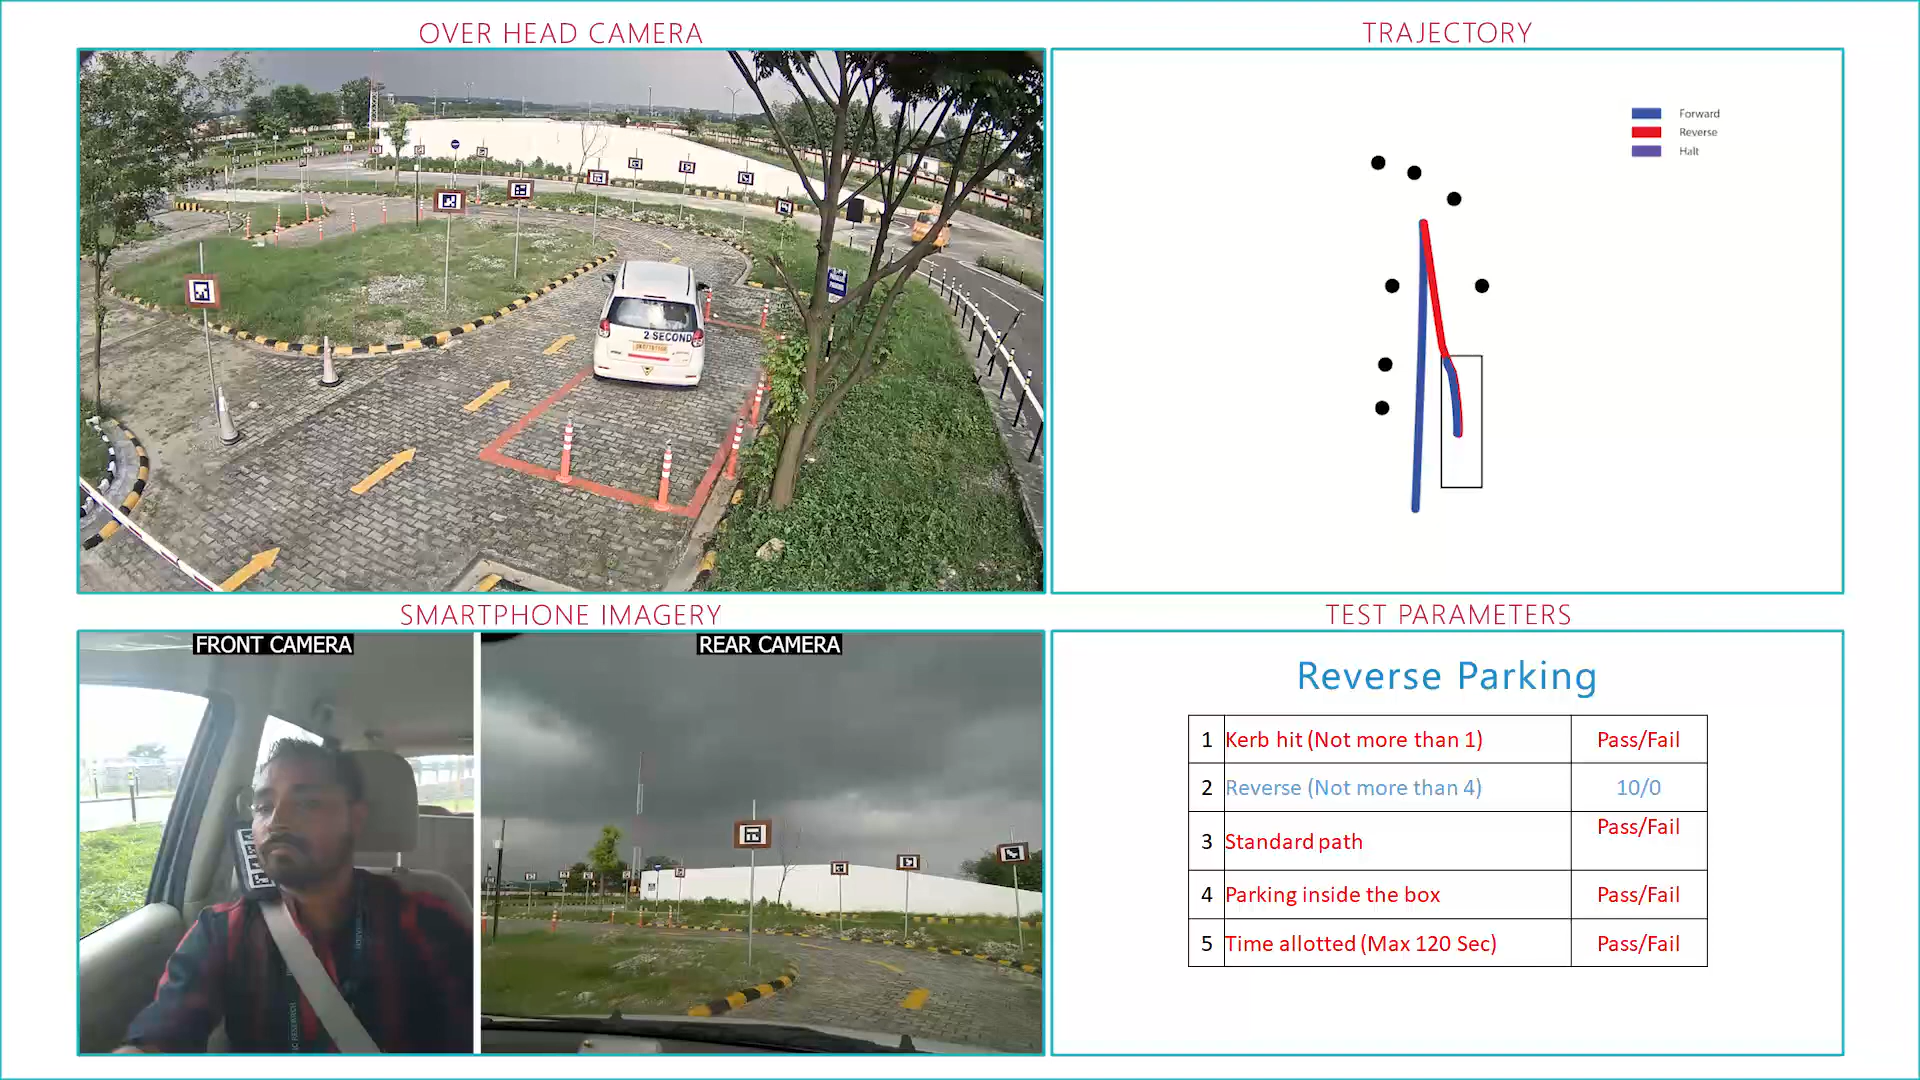 OVER HEAD CAMERA
TRAJECTORY
Forward
Reverse
Halt
2 SECOND
SMARTPHONE IMAGERY
TEST PARAMETERS
FRONT CAMERA
REAR CAMERA
Reverse Parking
1 Kerb hit (Not more than 1) Pass/Fail
2 Reverse (Not more than 4) 10/0
3 Standard path Pass/Fail
4 Parking inside the box Pass/Fail
5 Time allotted (Max 120 Sec) Pass/Fail